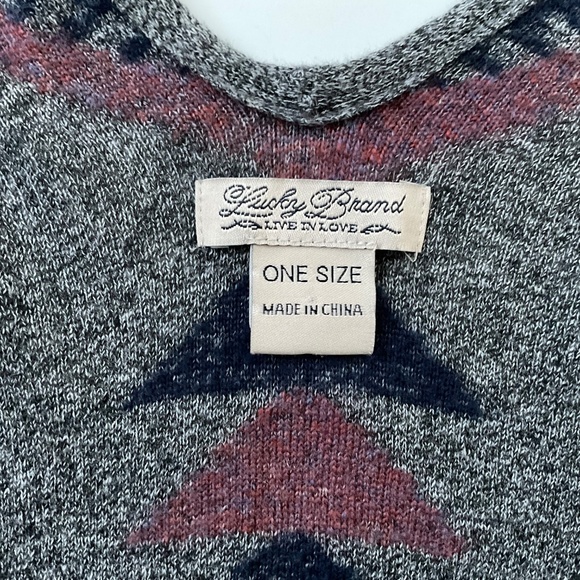 Lucky Brand
LIVE IN LOVE
ONE SIZE
MADE IN CHINA